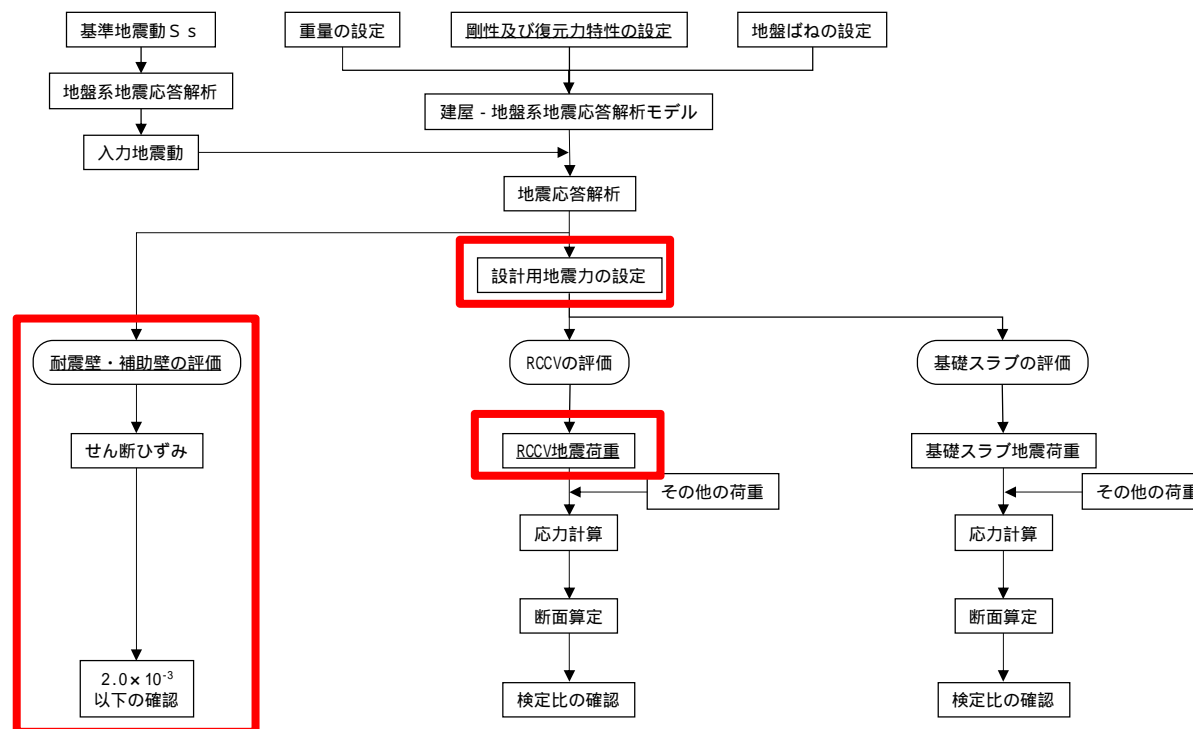 基準地震動Ｓｓ
重量の設定
剛性及び復元力特性の設定
地盤ばねの設定
地盤系地震応答解析
建屋‐地盤系地震応答解析モデル
入力地震動
地震応答解析
設計用地震力の設定
耐震壁・補助壁の評価
RCCVの評価
基礎スラブの評価
せん断ひずみ
RCCV地震荷重
基礎スラブ地震荷重
その他の荷重
その他の荷重
応力計算
応力計算
断面算定
断面算定
2.0×10⁻³
以下の確認
検定比の確認
検定比の確認